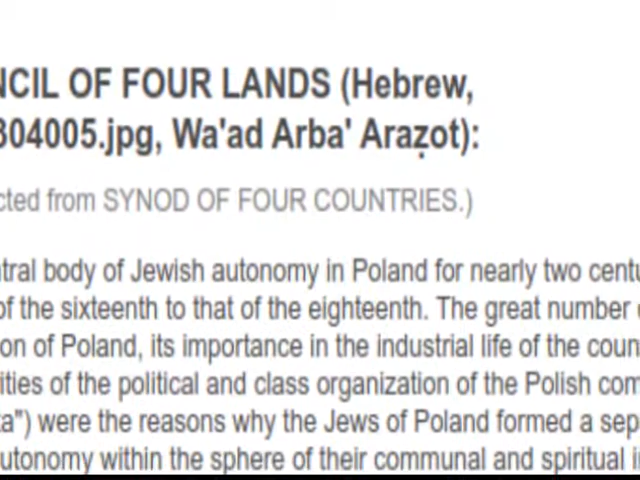 NCIL OF FOUR LANDS (Hebrew,
304005.jpg, Wa'ad Arba' Araẓot):
cted from SYNOD OF FOUR COUNTRIES.)
ntral body of Jewish autonomy in Poland for nearly two centu
of the sixteenth to that of the eighteenth. The great number
on of Poland, its importance in the industrial life of the coun
ities of the political and class organization of the Polish com
ta") were the reasons why the Jews of Poland formed a sep
utonomy within the sphere of their communal and spiritual i